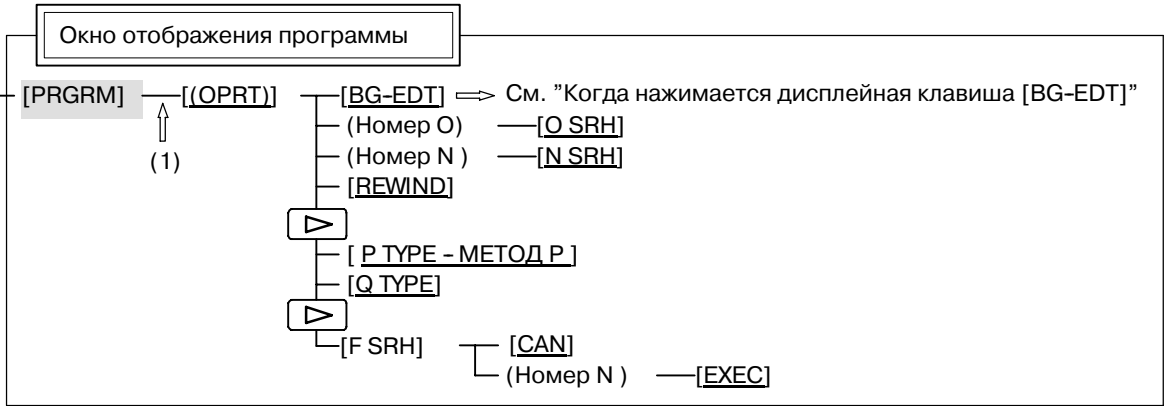 Окно отображения программы
[PRGRM] [(OPRT)] [BG-EDT] См. "Когда нажимается дисплейная клавиша [BG-EDT]"
(Номер O) [O SRH]
(1) (Номер N ) [N SRH]
[REWIND]
[ P TYPE - МЕТОД P ]
[Q TYPE]
[F SRH] [CAN]
(Номер N ) [EXEC]